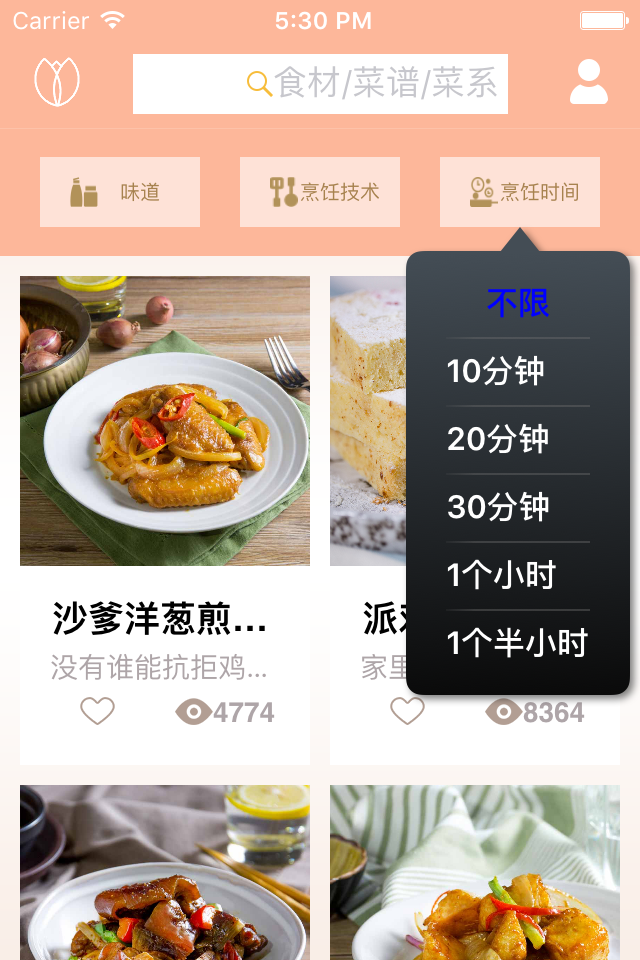 Carrier
5:30 PM
食材/菜谱/菜系
味道
烹饪技术
烹饪时间
不限
10分钟
20分钟
30分钟
1个小时
1个半小时
沙爹洋葱煎...
没有谁能抗拒鸡...
4774
家里
8364